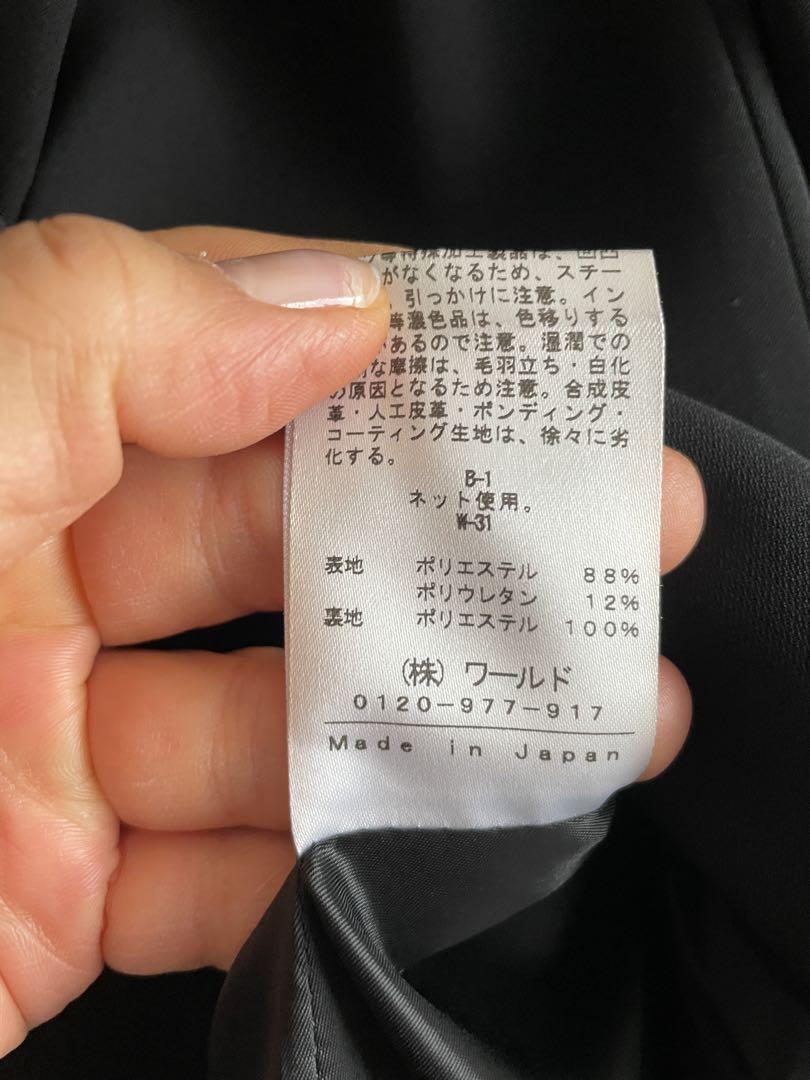 等特殊加工製品は、凹凸
がなくなるため、スチー
引っかけに注意。イン
等濃色品は、色移りする
があるので注意。湿潤での
な摩擦は、毛羽立ち・白化
の原因となるため注意。合成皮
革・人工皮革・ボンディング・
コーティング生地は、徐々に劣
化する。
B-1
ネット使用。
W-31
表地 ポリエステル 88%
ポリウレタン 12%
裏地 ポリエステル 100%
(株) ワールド
0120-977-917
Made in Japan